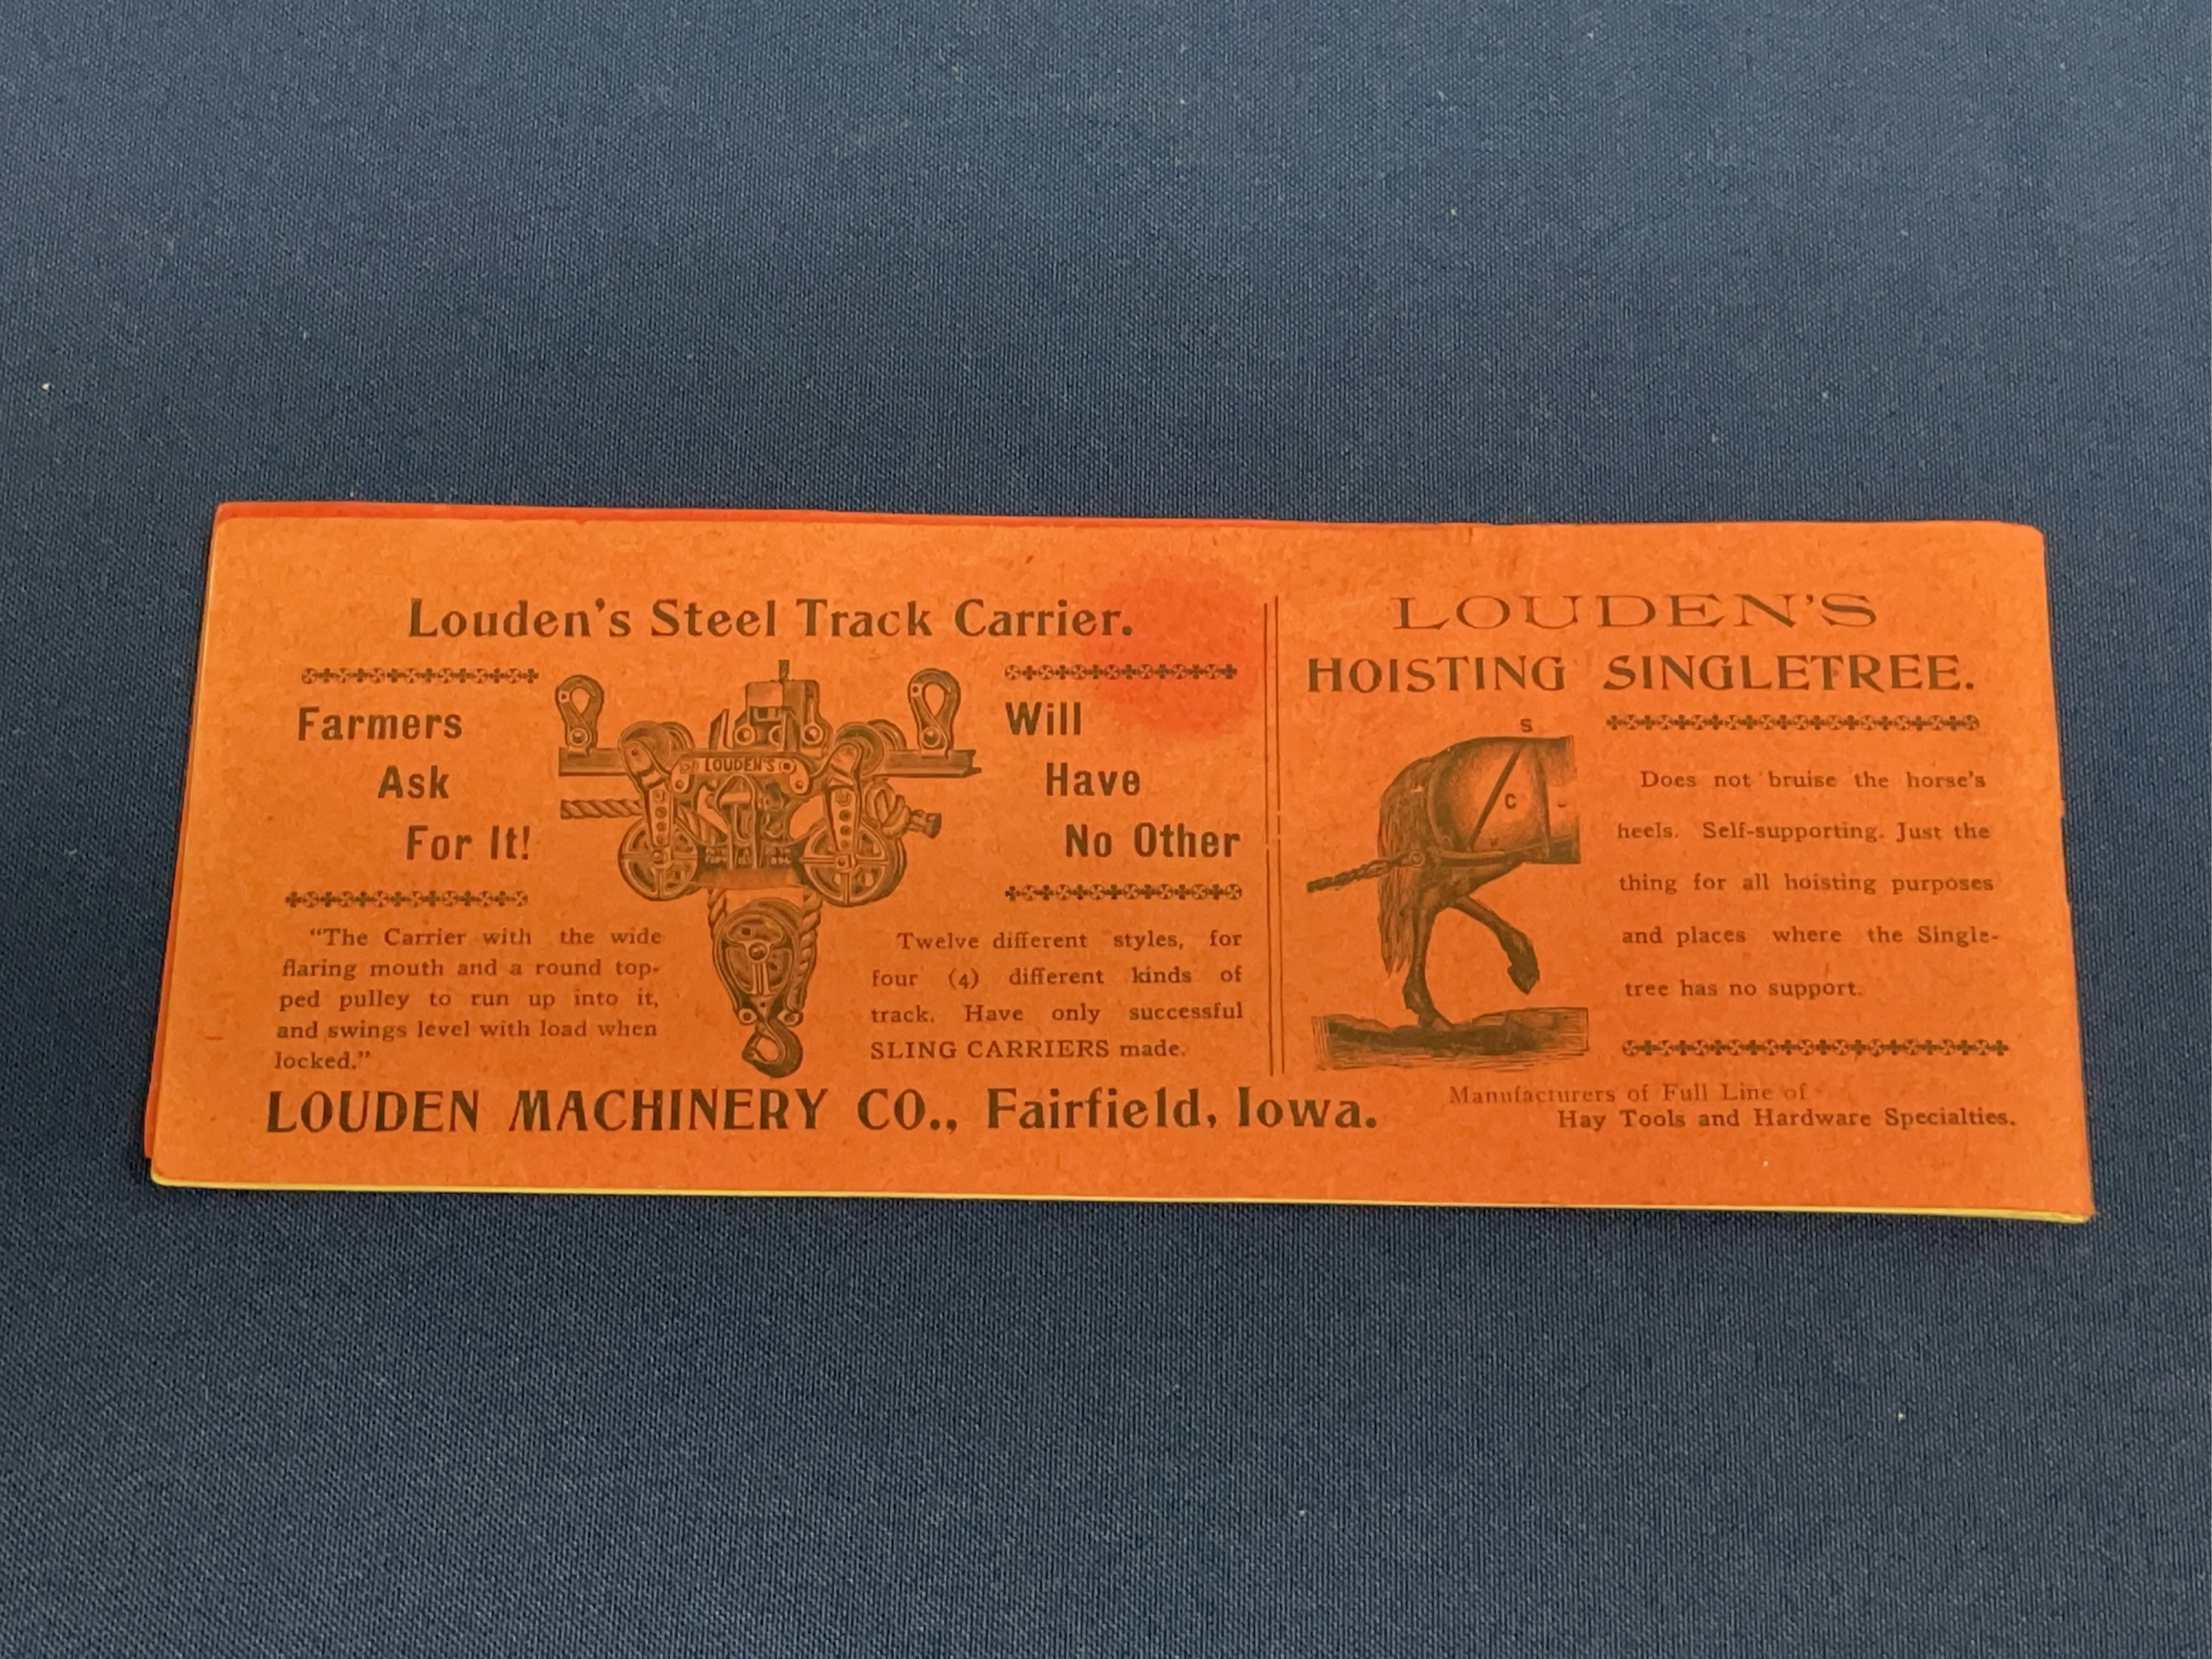 Louden's Steel Track Carrier.
Farmers
Ask
For It!
LOUDEN'S
Will
Have
No Other
"The Carrier with the wide
flaring mouth and a round top-
ped pulley to run up into it,
and swings level with load when
locked."
Twelve different styles, for
four (4) different kinds of
track. Have only successful
SLING CARRIERS made.
LOUDEN'S
HOISTING SINGLETREE.
S
C
K
Does not bruise the horse's
heels. Self-supporting. Just the
thing for all hoisting purposes
and places where the Single-
tree has no support.
LOUDEN MACHINERY CO., Fairfield, Iowa.
Manufacturers of Full Line of
Hay Tools and Hardware Specialties.